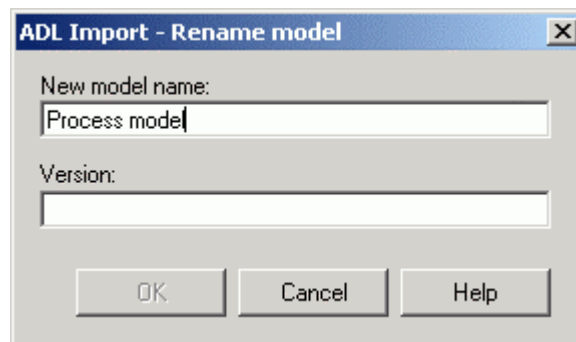 ADL Import - Rename model
New model name:
Process model
Version:
OK Cancel Help